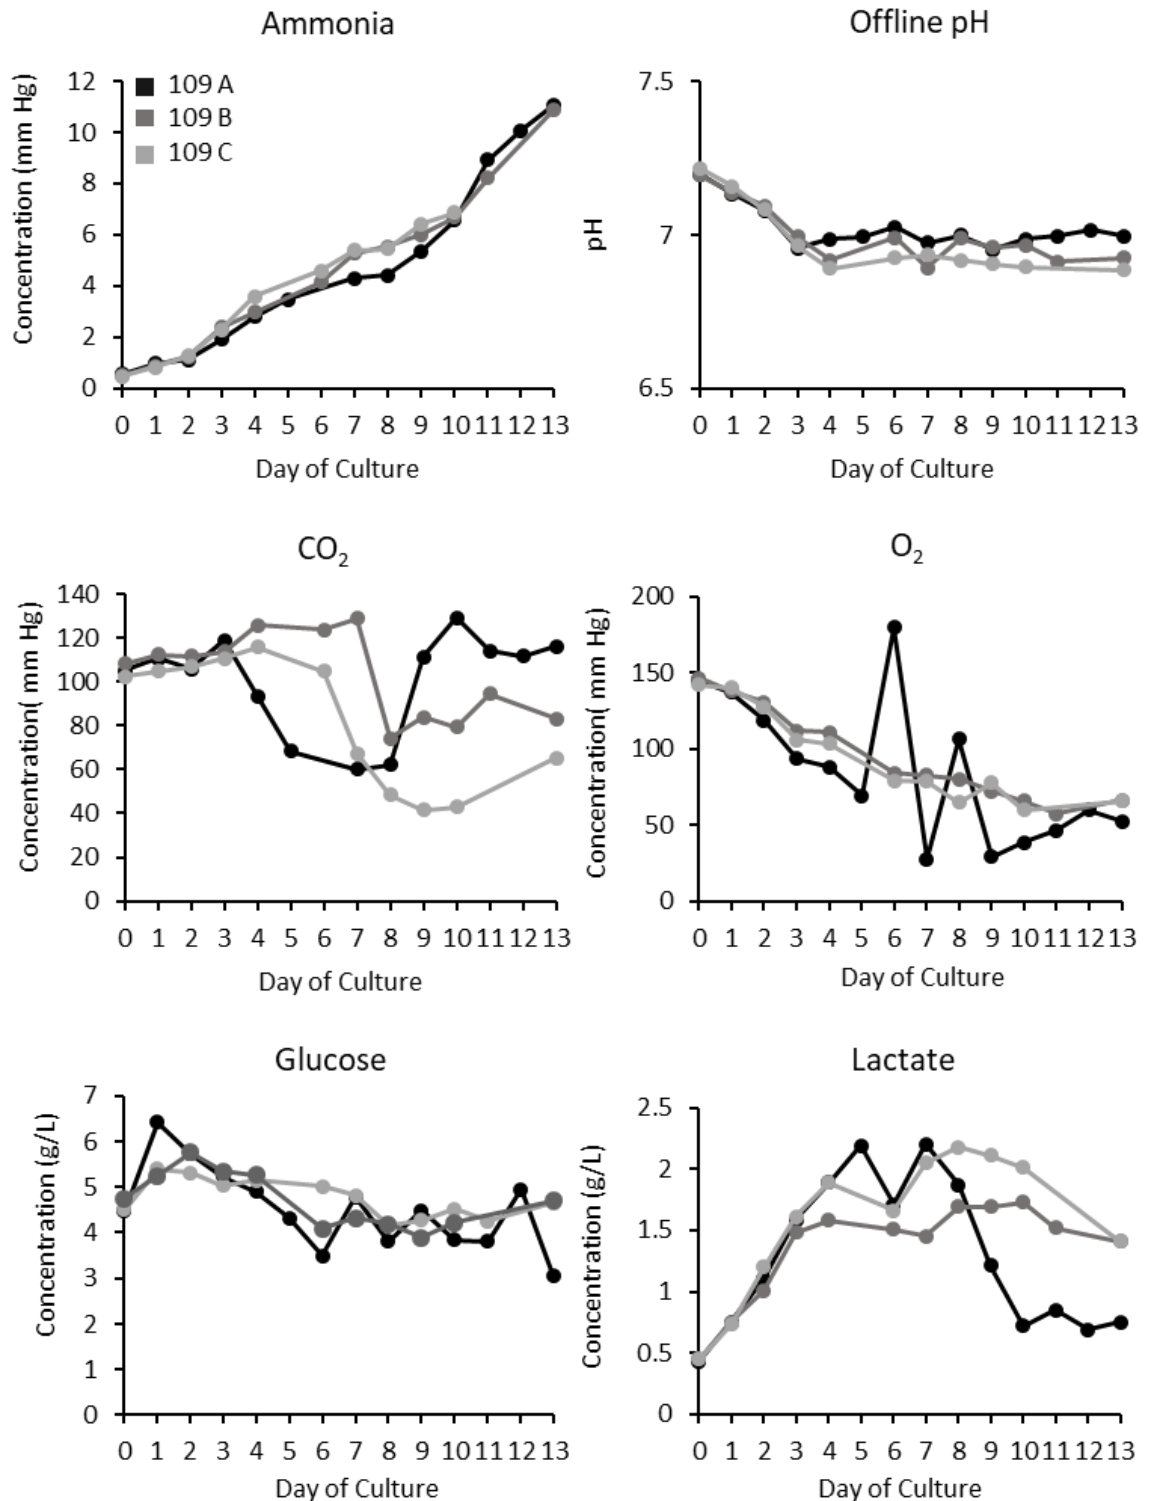 Ammonia
Concentration (mm Hg)
12
10
8
6
4
2
0
109 A
109 B
109 C
0 1 2 3 4 5 6 7 8 9 10 11 12 13
Day of Culture
Offline pH
pH
7.5
7
6.5
0 1 2 3 4 5 6 7 8 9 10 11 12 13
Day of Culture
CO2
Concentration( mm Hg)
140
120
100
80
60
40
20
0
0 1 2 3 4 5 6 7 8 9 10 11 12 13
Day of Culture
O2
Concentration( mm Hg)
200
150
100
50
0
0 1 2 3 4 5 6 7 8 9 10 11 12 13
Day of Culture
Glucose
Concentration (g/L)
7
6
5
4
3
2
1
0
0 1 2 3 4 5 6 7 8 9 10 11 12 13
Day of Culture
Lactate
Concentration (g/L)
2.5
2
1.5
1
0.5
0
0 1 2 3 4 5 6 7 8 9 10 11 12 13
Day of Culture